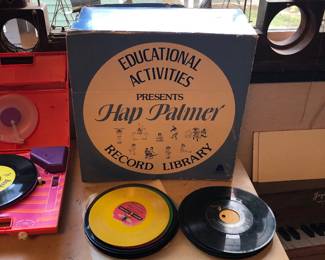 EDUCATIONAL
ACTIVITIES
PRESENTS
Hap Palmer
RECORD LIBRARY